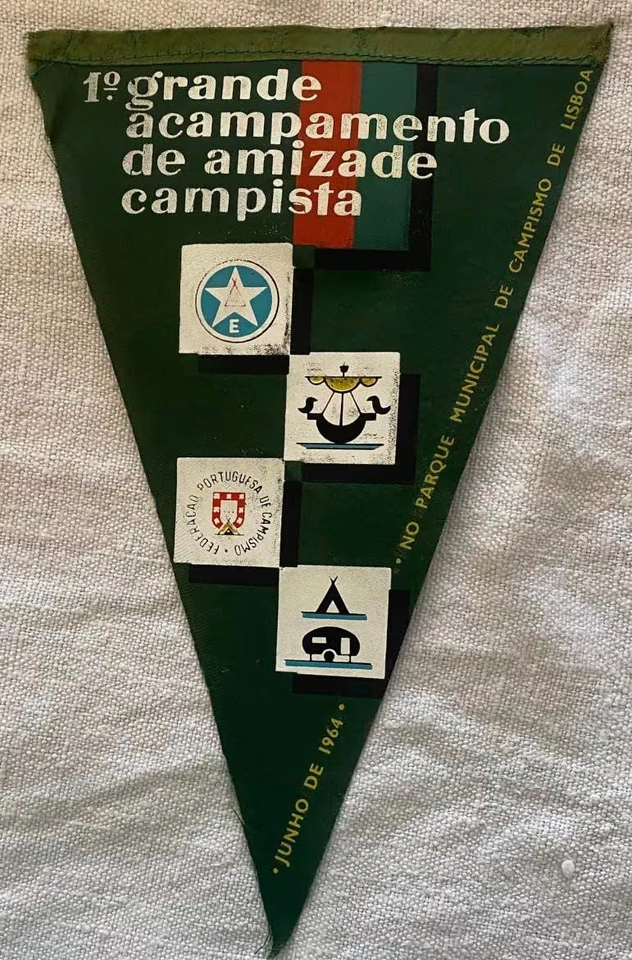 1º grande
acampamento
de amizade
campista
E
FEDERACAO PORTUGUESA DE CAMPISMO •
• JUNHO DE 1964 •
• NO PARQUE MUNICIPAL DE CAMPISMO DE LISBOA